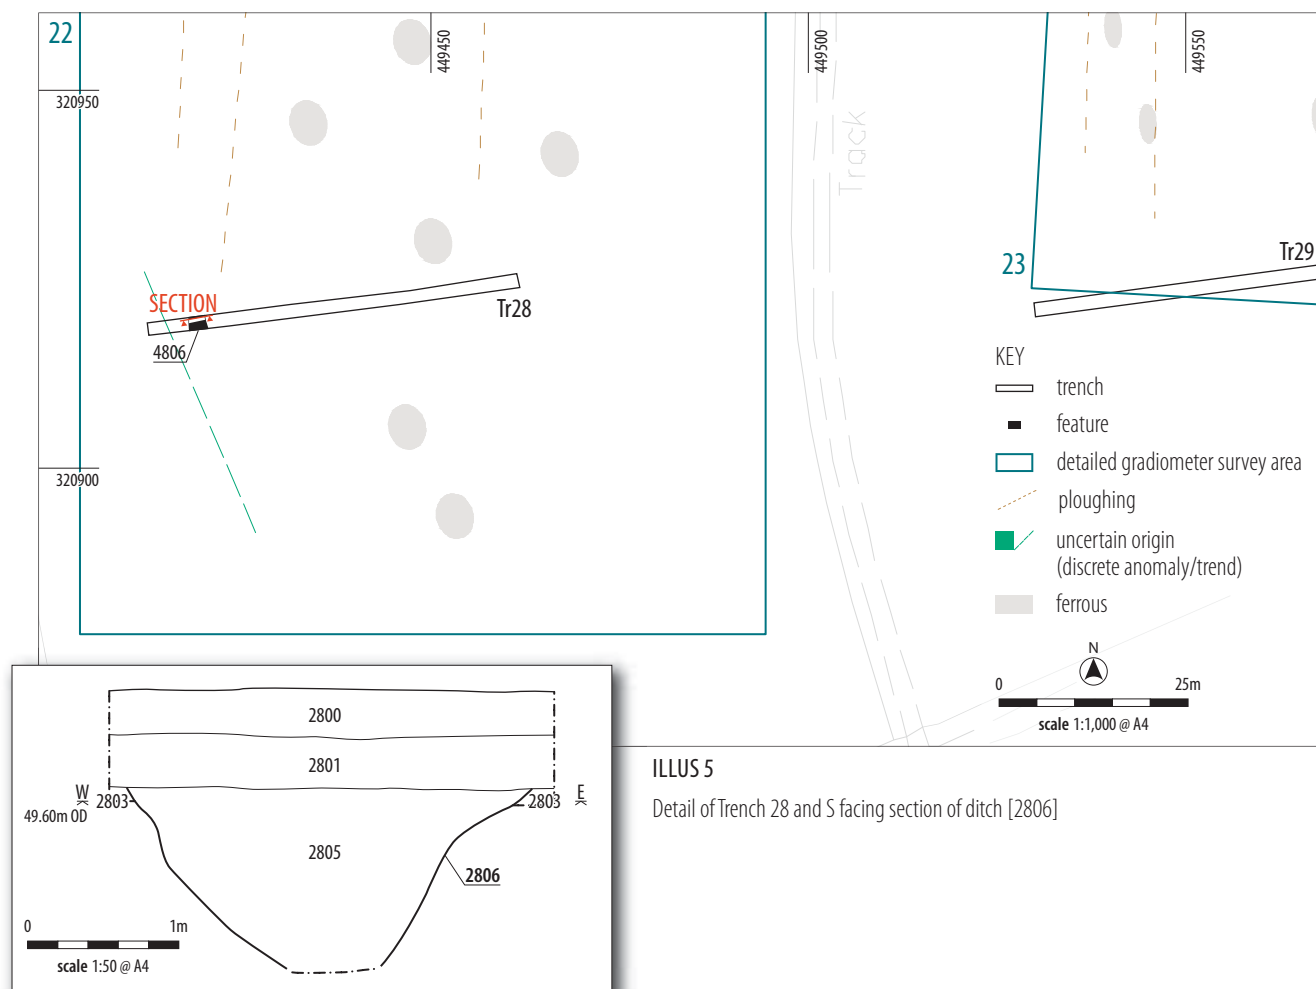 22
449450
449500
449550
320950
Track
23
Tr29
SECTION
Tr28
4806
320900
KEY
trench
feature
detailed gradiometer survey area
ploughing
uncertain origin
(discrete anomaly/trend)
ferrous
N
0 25m
scale 1:1,000 @ A4
2800
2801
W
E
2803
2803
49.60m OD
2805
2806
0 1m
scale 1:50 @ A4
ILLUS 5
Detail of Trench 28 and S facing section of ditch [2806]